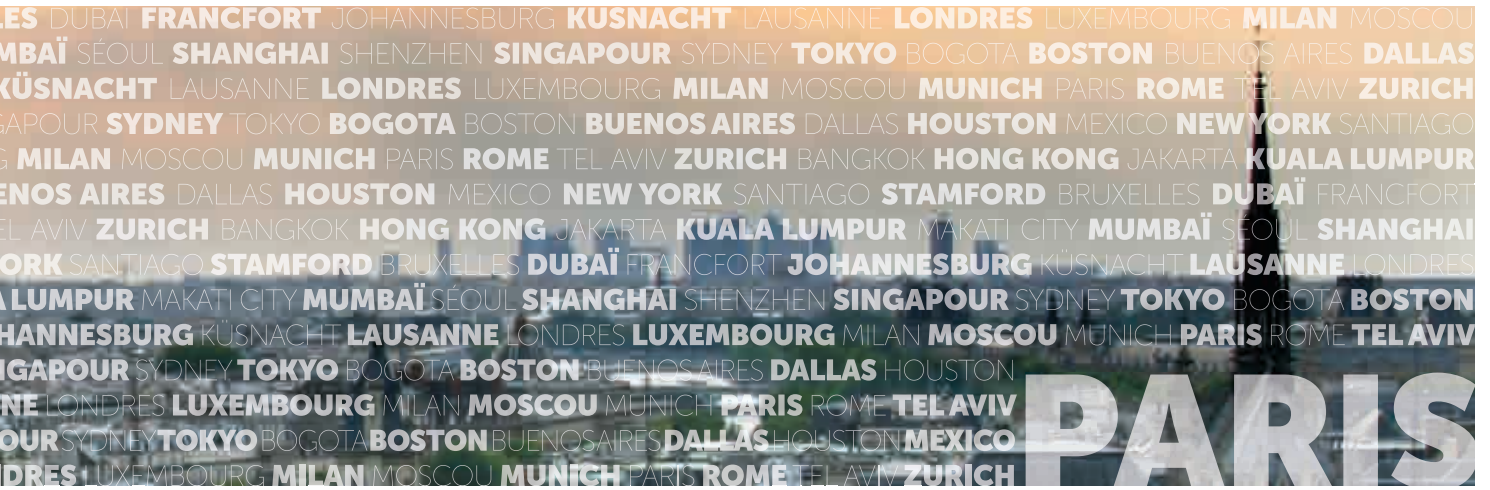 LES DUBAÏ FRANCFORT JOHANNESBURG KÜSNACHT LAUSANNE LONDRES LUXEMBOURG MILAN MOSCOU
MBAÏ SÉOUL SHANGHAI SHENZHEN SINGAPOUR SYDNEY TOKYO BOGOTA BOSTON BUENOS AIRES DALLAS
KÜSNACHT LAUSANNE LONDRES LUXEMBOURG MILAN MOSCOU MUNICH PARIS ROME TEL AVIV ZURICH
GAPOUR SYDNEY TOKYO BOGOTA BOSTON BUENOS AIRES DALLAS HOUSTON MEXICO NEW YORK SANTIAGO
G MILAN MOSCOU MUNICH PARIS ROME TEL AVIV ZURICH BANGKOK HONG KONG JAKARTA KUALA LUMPUR
ENOS AIRES DALLAS HOUSTON MEXICO NEW YORK SANTIAGO STAMFORD BRUXELLES DUBAÏ FRANCFORT
EL AVIV ZURICH BANGKOK HONG KONG JAKARTA KUALA LUMPUR MAKATI CITY MUMBAÏ SÉOUL SHANGHAI
ORK SANTIAGO STAMFORD BRUXELLES DUBAÏ FRANCFORT JOHANNESBURG KÜSNACHT LAUSANNE LONDRES
A LUMPUR MAKATI CITY MUMBAÏ SÉOUL SHANGHAI SHENZHEN SINGAPOUR SYDNEY TOKYO BOGOTA BOSTON
HANNESBURG KÜSNACHT LAUSANNE LONDRES LUXEMBOURG MILAN MOSCOU MUNICH PARIS ROME TEL AVIV
NGAPOUR SYDNEY TOKYO BOGOTA BOSTON BUENOS AIRES DALLAS HOUSTON
NE LONDRES LUXEMBOURG MILAN MOSCOU MUNICH PARIS ROME TEL AVIV
OUR SYDNEY TOKYO BOGOTA BOSTON BUENOS AIRES DALLAS HOUSTON MEXICO
NDRES LUXEMBOURG MILAN MOSCOU MUNICH PARIS ROME TEL AVIV ZURICH
PARIS